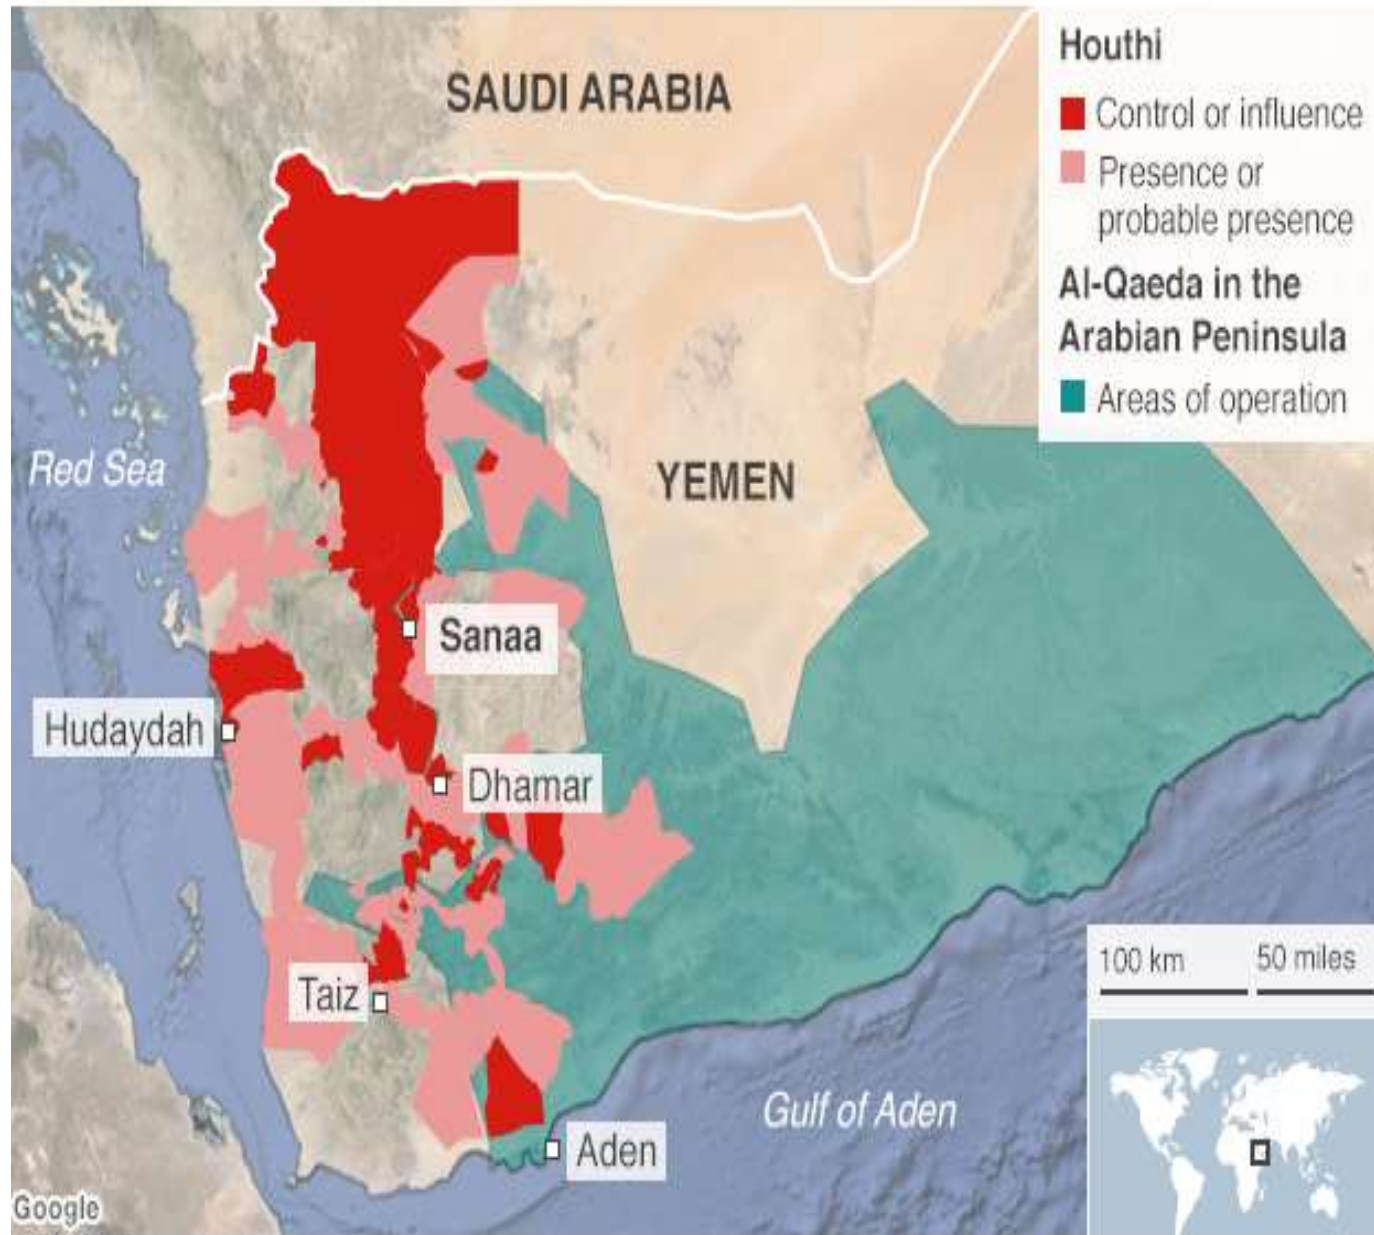 SAUDI ARABIA
Houthi
Control or influence
Presence or
probable presence
Al-Qaeda in the
Arabian Peninsula
Areas of operation
Red Sea
YEMEN
Sanaa
Hudaydah
Dhamar
Taiz
Aden
Gulf of Aden
100 km
50 miles
Google